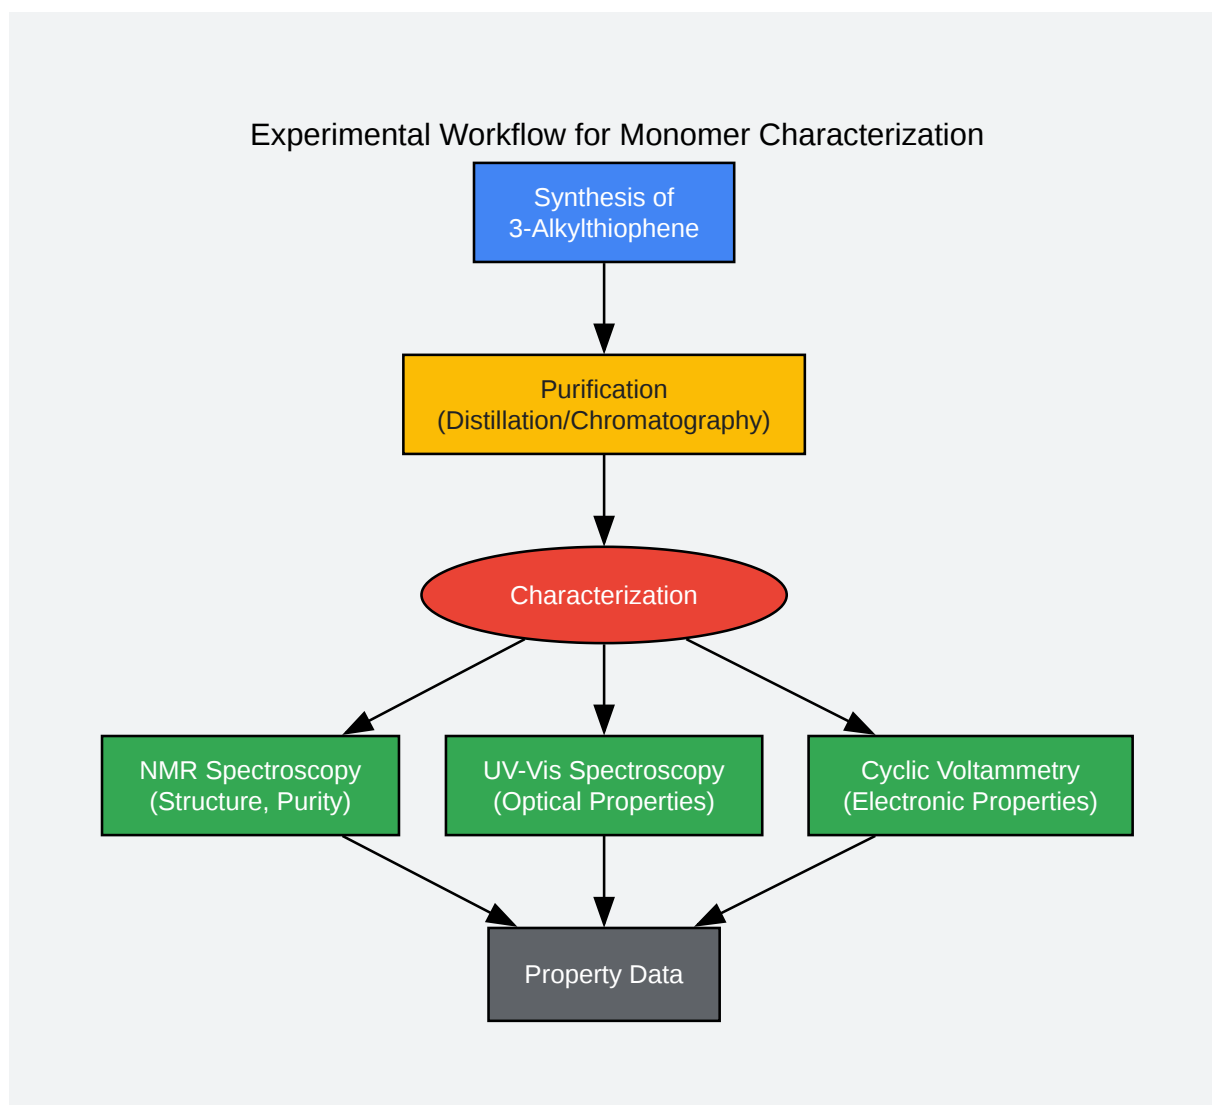 Experimental Workflow for Monomer Characterization
Synthesis of
3-Alkylthiophene
Purification
(Distillation/Chromatography)
Characterization
NMR Spectroscopy
(Structure, Purity)
UV-Vis Spectroscopy
(Optical Properties)
Cyclic Voltammetry
(Electronic Properties)
Property Data